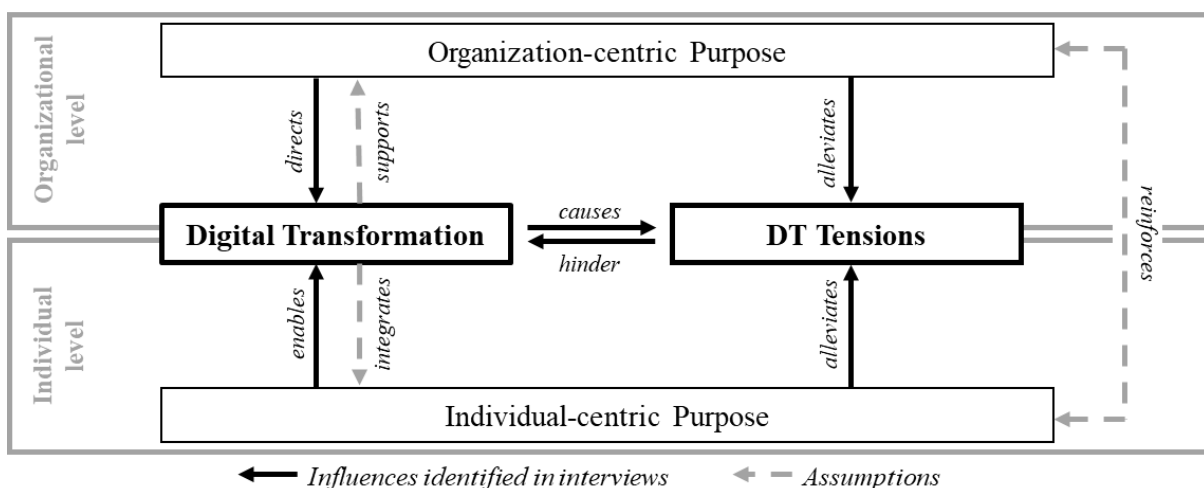 Organizational
level
Organization-centric Purpose
directs
supports
alleviates
reinforces
Digital Transformation
causes
hinder
DT Tensions
Individual
level
enables
integrates
alleviates
Individual-centric Purpose
Influences identified in interviews
Assumptions